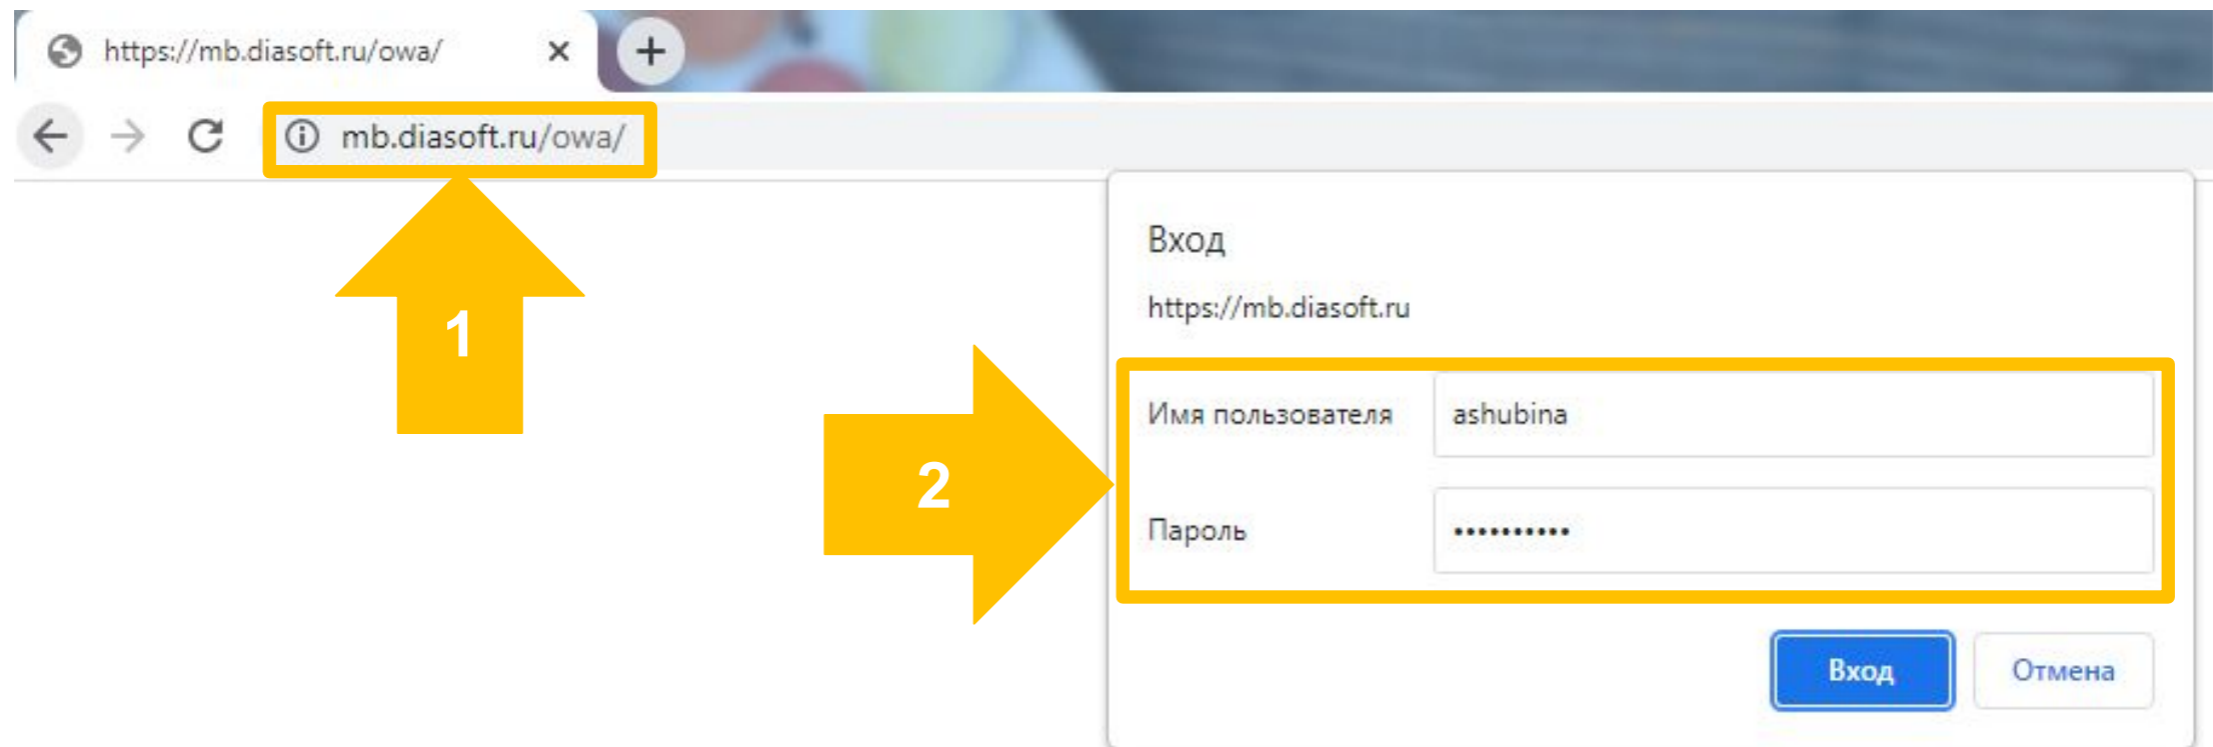 https://mb.diasoft.ru/owa/
mb.diasoft.ru/owa/
1
Вход
https://mb.diasoft.ru
Имя пользователя ashubina
2
Пароль ••••••••••
Вход Отмена